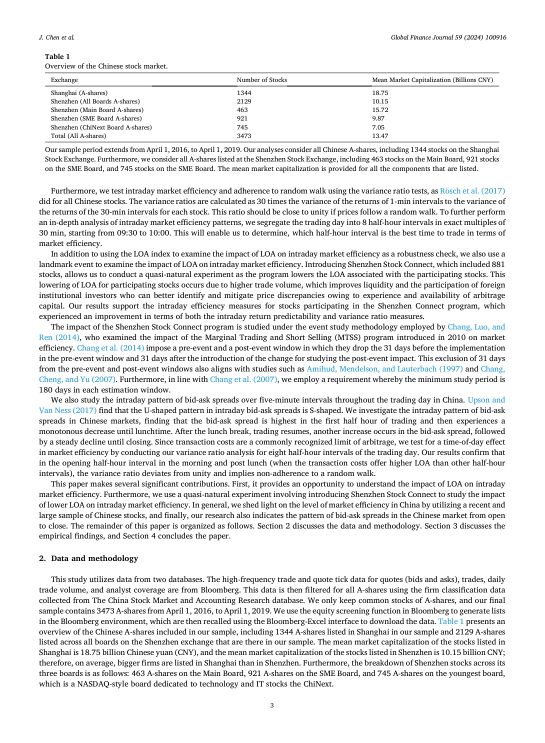 J. Chen et al.
Global Finance Journal 59 (2024) 100916
Table 1
Overview of the Chinese stock market.
Exchange Number of Stocks Mean Market Capitalization (Billions CNY)
Shanghai (A-shares) 1344 18.75
Shenzhen (All Boards A-shares) 2129 10.15
Shenzhen (Main Board A-shares) 463 15.72
Shenzhen (SME Board A-shares) 921 9.87
Shenzhen (ChiNext Board A-shares) 745 7.05
Total (All A-shares) 3473 13.47
Our sample period extends from April 1, 2016, to April 1, 2019. Our analyses consider all Chinese A-shares, including 1344 stocks on the Shanghai
Stock Exchange. Furthermore, we consider all A-shares listed at the Shenzhen Stock Exchange, including 463 stocks on the Main Board, 921 stocks
on the SME Board, and 745 stocks on the SME Board. The mean market capitalization is provided for all the components that are listed.
Furthermore, we test intraday market efficiency and adherence to random walk using the variance ratio tests, as Rösch et al. (2017)
did for all Chinese stocks. The variance ratios are calculated as 30 times the variance of the returns of 1-min intervals to the variance of
the returns of the 30-min intervals for each stock. This ratio should be close to unity if prices follow a random walk. To further perform
an in-depth analysis of intraday market efficiency patterns, we segregate the trading day into 8 half-hour intervals in exact multiples of
30 min, starting from 09:30 to 10:00. This will enable us to determine, which half-hour interval is the best time to trade in terms of
market efficiency.
In addition to using the LOA index to examine the impact of LOA on intraday market efficiency as a robustness check, we also use a
landmark event to examine the impact of LOA on intraday market efficiency. Introducing Shenzhen Stock Connect, which included 881
stocks, allows us to conduct a quasi-natural experiment as the program lowers the LOA associated with the participating stocks. This
lowering of LOA for participating stocks occurs due to higher trade volume, which improves liquidity and the participation of foreign
institutional investors who can better identify and mitigate price discrepancies owing to experience and availability of arbitrage
capital. Our results support the intraday efficiency measures for stocks participating in the Shenzhen Connect program, which
experienced an improvement in terms of both the intraday return predictability and variance ratio measures.
The impact of the Shenzhen Stock Connect program is studied under the event study methodology employed by Chang, Luo, and
Ren (2014), who examined the impact of the Marginal Trading and Short Selling (MTSS) program introduced in 2010 on market
efficiency. Chang et al. (2014) impose a pre-event and a post-event window in which they drop the 31 days before the implementation
in the pre-event window and 31 days after the introduction of the change for studying the post-event impact. This exclusion of 31 days
from the pre-event and post-event windows also aligns with studies such as Amihud, Mendelson, and Lauterbach (1997) and Chang,
Cheng, and Yu (2007). Furthermore, in line with Chang et al. (2007), we employ a requirement whereby the minimum study period is
180 days in each estimation window.
We also study the intraday pattern of bid-ask spreads over five-minute intervals throughout the trading day in China. Upson and
Van Ness (2017) find that the U-shaped pattern in intraday bid-ask spreads is S-shaped. We investigate the intraday pattern of bid-ask
spreads in Chinese markets, finding that the bid-ask spread is highest in the first half hour of trading and then experiences a
monotonous decrease until lunchtime. After the lunch break, trading resumes, another increase occurs in the bid-ask spread, followed
by a steady decline until closing. Since transaction costs are a commonly recognized limit of arbitrage, we test for a time-of-day effect
in market efficiency by conducting our variance ratio analysis for eight half-hour intervals of the trading day. Our results confirm that
in the opening half-hour interval in the morning and post lunch (when the transaction costs offer higher LOA than other half-hour
intervals), the variance ratio deviates from unity and implies non-adherence to a random walk.
This paper makes several significant contributions. First, it provides an opportunity to understand the impact of LOA on intraday
market efficiency. Furthermore, we use a quasi-natural experiment involving introducing Shenzhen Stock Connect to study the impact
of lower LOA on intraday market efficiency. In general, we shed light on the level of market efficiency in China by utilizing a recent and
large sample of Chinese stocks, and finally, our research also indicates the pattern of bid-ask spreads in the Chinese market from open
to close. The remainder of this paper is organized as follows. Section 2 discusses the data and methodology. Section 3 discusses the
empirical findings, and Section 4 concludes the paper.
2. Data and methodology
This study utilizes data from two databases. The high-frequency trade and quote tick data for quotes (bids and asks), trades, daily
trade volume, and analyst coverage are from Bloomberg. This data is then filtered for all A-shares using the firm classification data
collected from The China Stock Market and Accounting Research database. We only keep common stocks of A-shares, and our final
sample contains 3473 A-shares from April 1, 2016, to April 1, 2019. We use the equity screening function in Bloomberg to generate lists
in the Bloomberg environment, which are then recalled using the Bloomberg-Excel interface to download the data. Table 1 presents an
overview of the Chinese A-shares included in our sample, including 1344 A-shares listed in Shanghai in our sample and 2129 A-shares
listed across all boards on the Shenzhen exchange that are there in our sample. The mean market capitalization of the stocks listed in
Shanghai is 18.75 billion Chinese yuan (CNY), and the mean market capitalization of the stocks listed in Shenzhen is 10.15 billion CNY;
therefore, on average, bigger firms are listed in Shanghai than in Shenzhen. Furthermore, the breakdown of Shenzhen stocks across its
three boards is as follows: 463 A-shares on the Main Board, 921 A-shares on the SME Board, and 745 A-shares on the youngest board,
which is a NASDAQ-style board dedicated to technology and IT stocks the ChiNext.
3